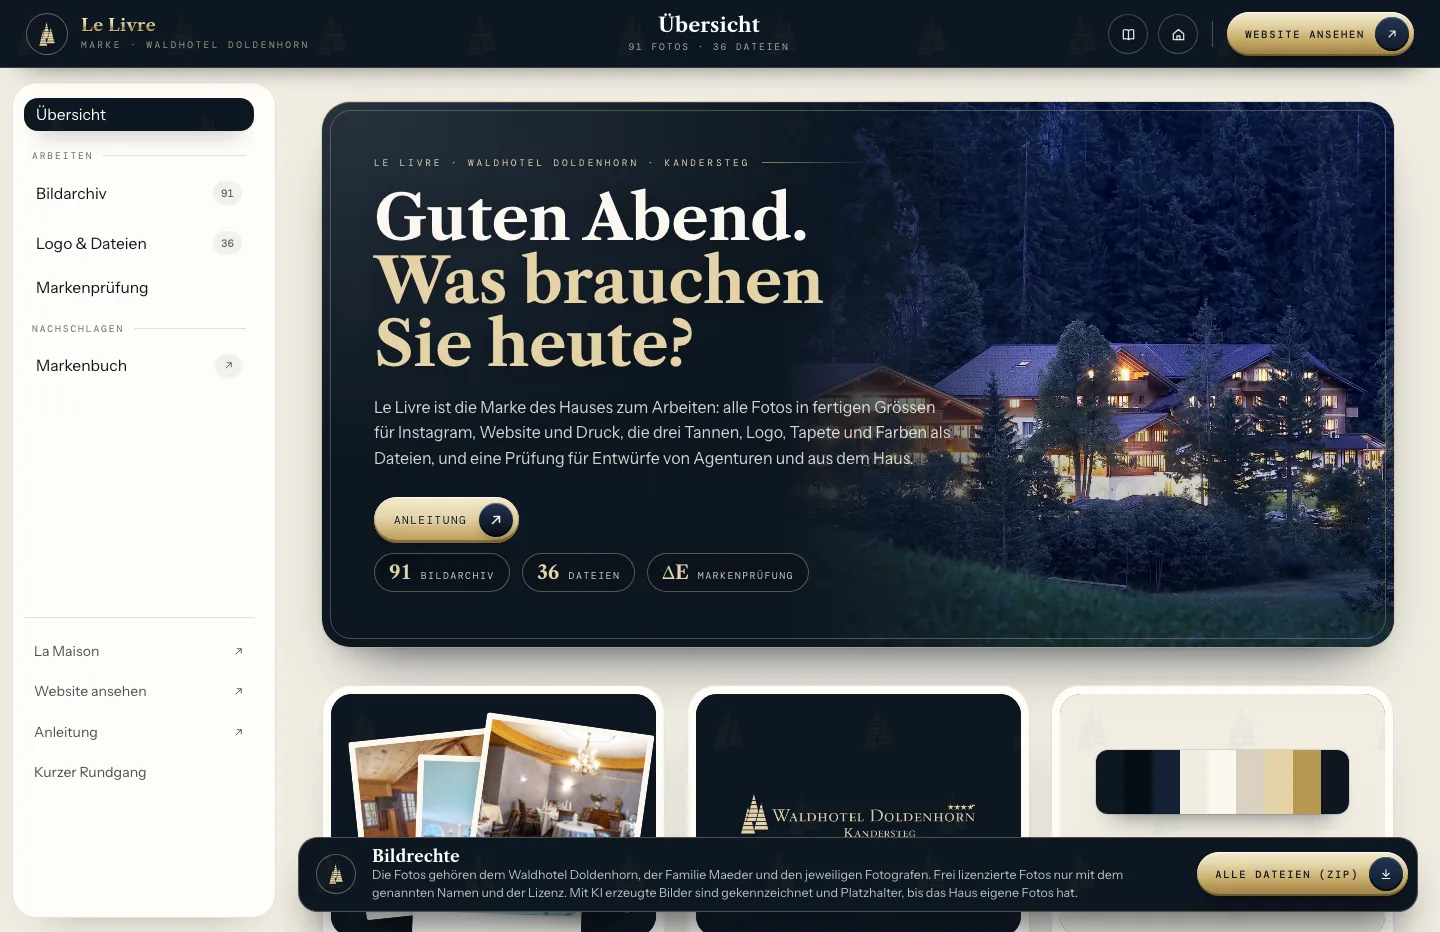 Le Livre
MARKE · WALDHOTEL DOLDENHORN
Übersicht
91 FOTOS · 36 DATEIEN
WEBSITE ANSEHEN
Übersicht
ARBEITEN
Bildarchiv 91
Logo & Dateien 36
Markenprüfung
NACHSCHLAGEN
Markenbuch
La Maison
Website ansehen
Anleitung
Kurzer Rundgang
LE LIVRE · WALDHOTEL DOLDENHORN · KANDERSTEG
Guten Abend.
Was brauchen
Sie heute?
Le Livre ist die Marke des Hauses zum Arbeiten: alle Fotos in fertigen Grössen
für Instagram, Website und Druck, die drei Tannen, Logo, Tapete und Farben als
Dateien, und eine Prüfung für Entwürfe von Agenturen und aus dem Haus.
ANLEITUNG
91 BILDARCHIV
36 DATEIEN
ΔE MARKENPRÜFUNG
WALDHOTEL DOLDENHORN
KANDERSTEG
Bildrechte
Die Fotos gehören dem Waldhotel Doldenhorn, der Familie Maeder und den jeweiligen Fotografen. Frei lizenzierte Fotos nur mit dem
genannten Namen und der Lizenz. Mit KI erzeugte Bilder sind gekennzeichnet und Platzhalter, bis das Haus eigene Fotos hat.
ALLE DATEIEN (ZIP)